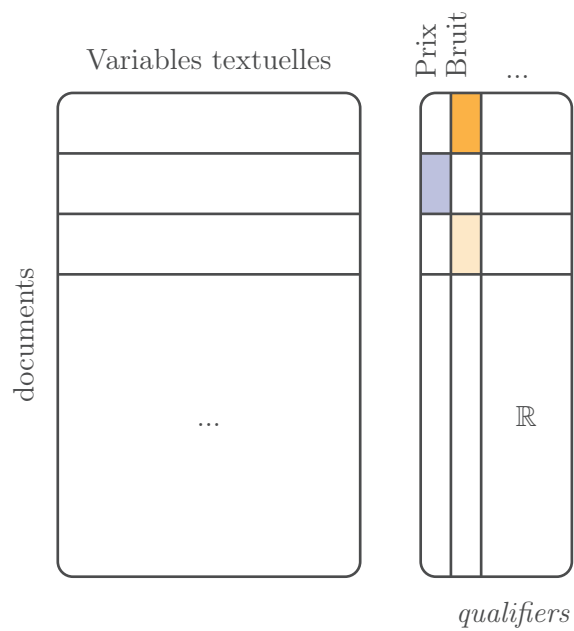 Variables textuelles
Prix
Bruit
...
documents
...
ℝ
qualifiers